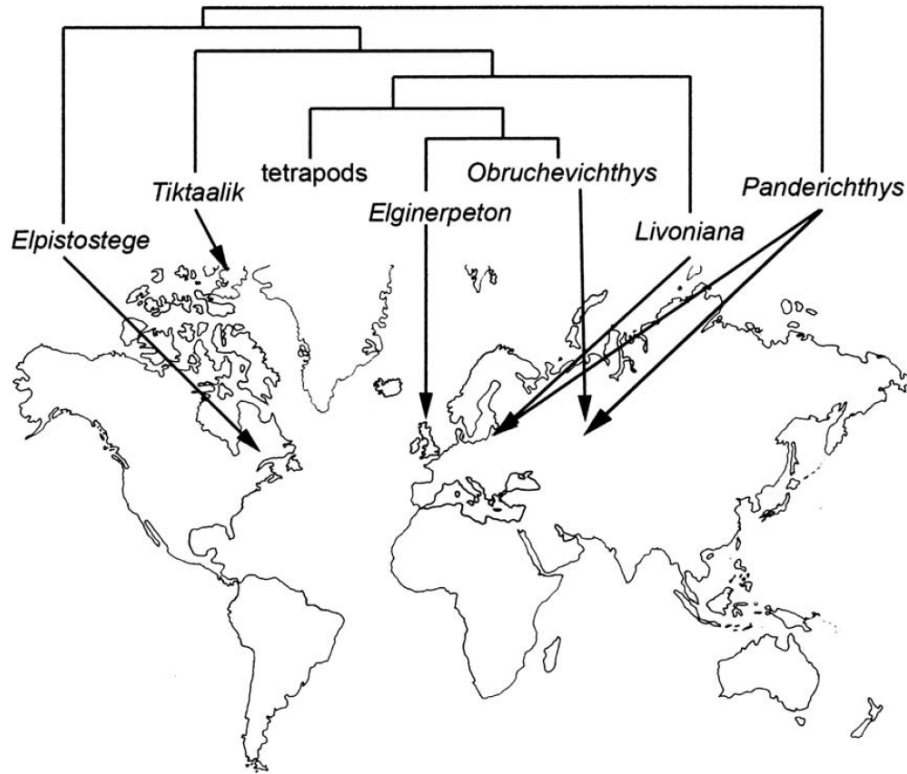 tetrapods
Obruchevichthys
Tiktaalik
Panderichthys
Elginerpeton
Elpistostege
Livoniana